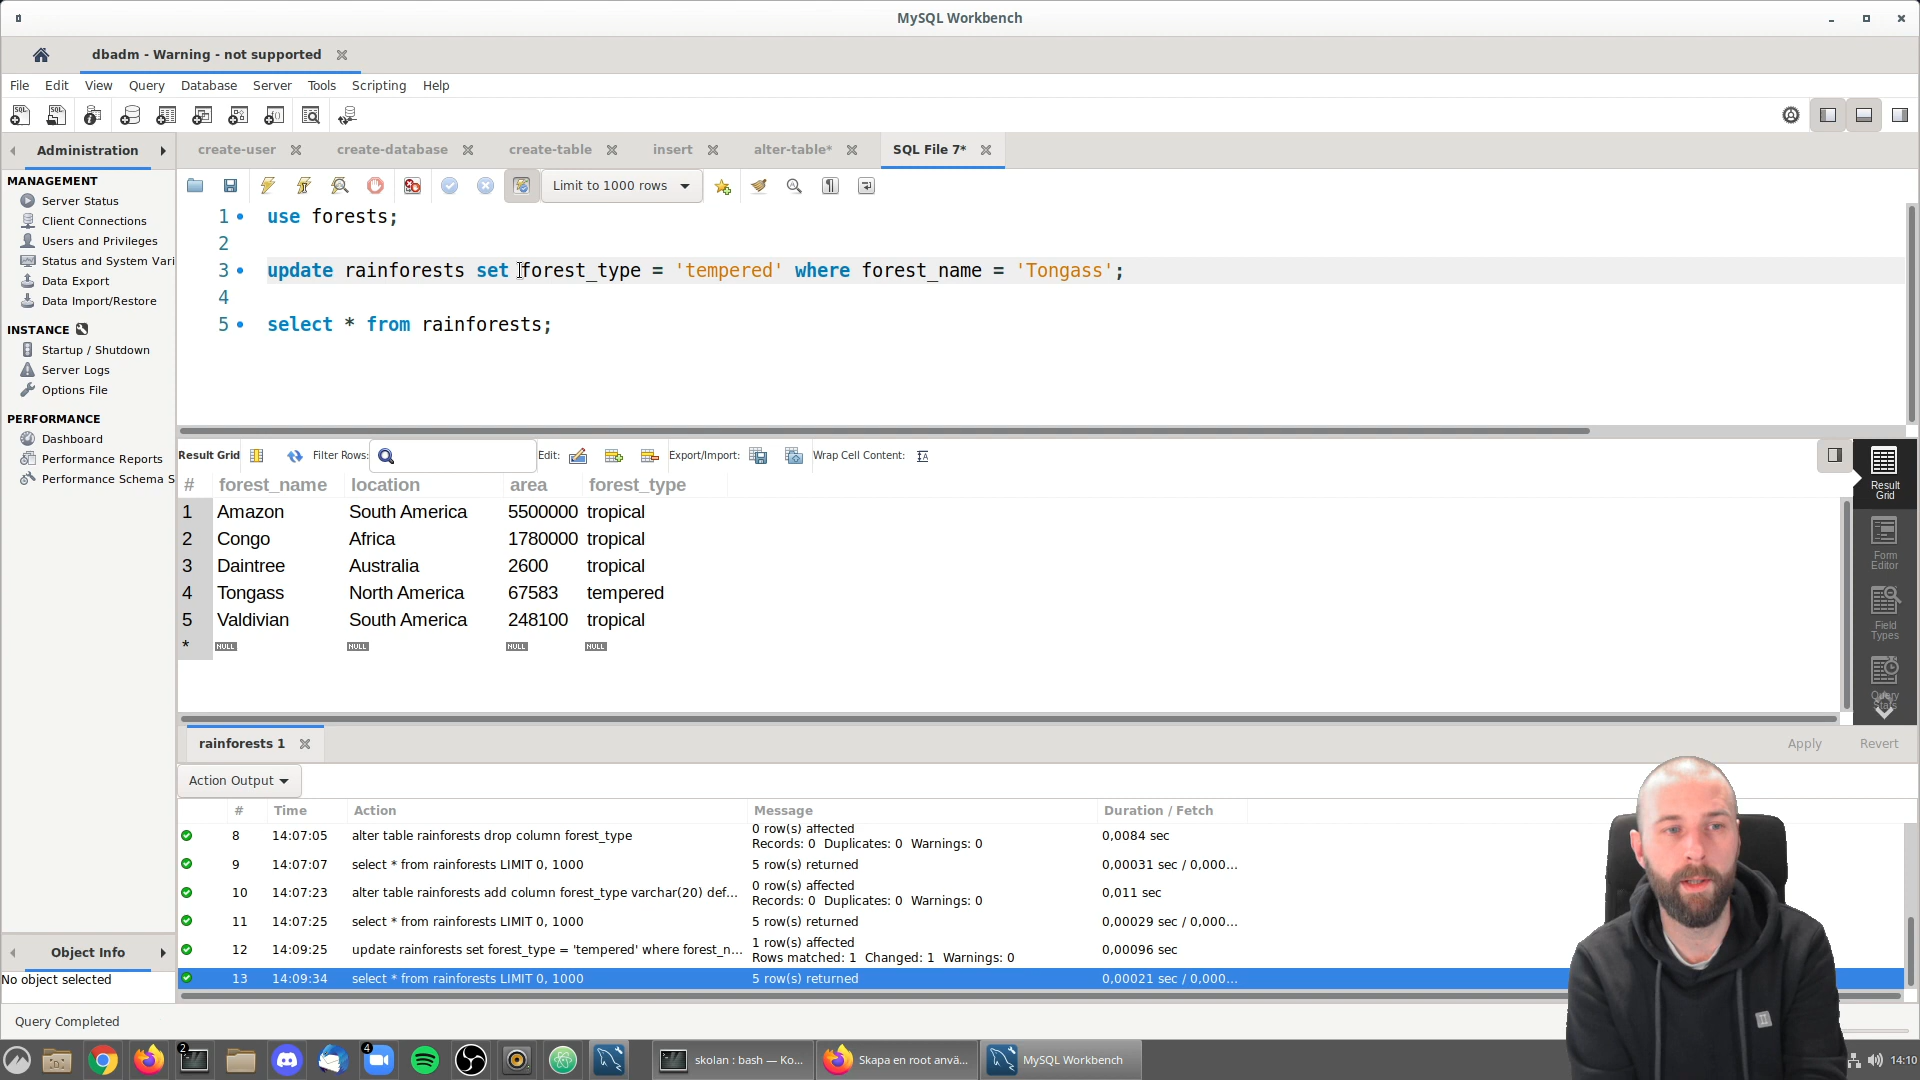 MySQL Workbench
dbadm - Warning - not supported
File Edit View Query Database Server Tools Scripting Help
Administration
create-user create-database create-table insert alter-table* SQL File 7*
MANAGEMENT
Server Status
Client Connections
Users and Privileges
Status and System Vari
Data Export
Data Import/Restore
INSTANCE
Startup / Shutdown
Server Logs
Options File
PERFORMANCE
Dashboard
Performance Reports
Performance Schema S
Limit to 1000 rows
1 use forests;
2
3 update rainforests set forest_type = 'tempered' where forest_name = 'Tongass';
4
5 select * from rainforests;
Result Grid Filter Rows: Edit: Export/Import: Wrap Cell Content:
# forest_name location area forest_type
1 Amazon South America 5500000 tropical
2 Congo Africa 1780000 tropical
3 Daintree Australia 2600 tropical
4 Tongass North America 67583 tempered
5 Valdivian South America 248100 tropical
* NULL NULL NULL NULL
Result
Grid
Form
Editor
Field
Types
Query
Stats
rainforests 1
Apply Revert
Action Output
# Time Action Message Duration / Fetch
8 14:07:05 alter table rainforests drop column forest_type 0 row(s) affected
Records: 0 Duplicates: 0 Warnings: 0 0,0084 sec
9 14:07:07 select * from rainforests LIMIT 0, 1000 5 row(s) returned 0,00031 sec / 0,000...
10 14:07:23 alter table rainforests add column forest_type varchar(20) def... 0 row(s) affected
Records: 0 Duplicates: 0 Warnings: 0 0,011 sec
11 14:07:25 select * from rainforests LIMIT 0, 1000 5 row(s) returned 0,00029 sec / 0,000...
12 14:09:25 update rainforests set forest_type = 'tempered' where forest_n... 1 row(s) affected
Rows matched: 1 Changed: 1 Warnings: 0 0,00096 sec
13 14:09:34 select * from rainforests LIMIT 0, 1000 5 row(s) returned 0,00021 sec / 0,000...
Object Info
No object selected
Query Completed
2 4 skolan : bash — Ko... Skapa en root anvä... MySQL Workbench 14:10